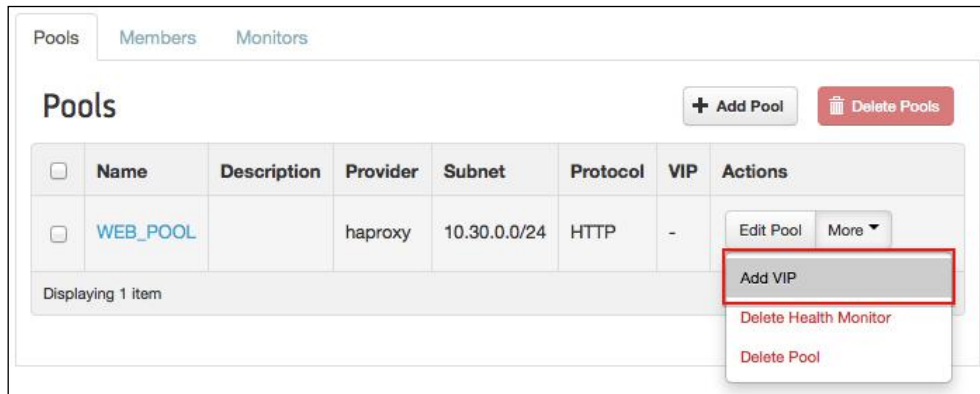 Pools Members Monitors
Pools + Add Pool Delete Pools
Name Description Provider Subnet Protocol VIP Actions
WEB_POOL haproxy 10.30.0.0/24 HTTP - Edit Pool More
Displaying 1 item
Add VIP
Delete Health Monitor
Delete Pool